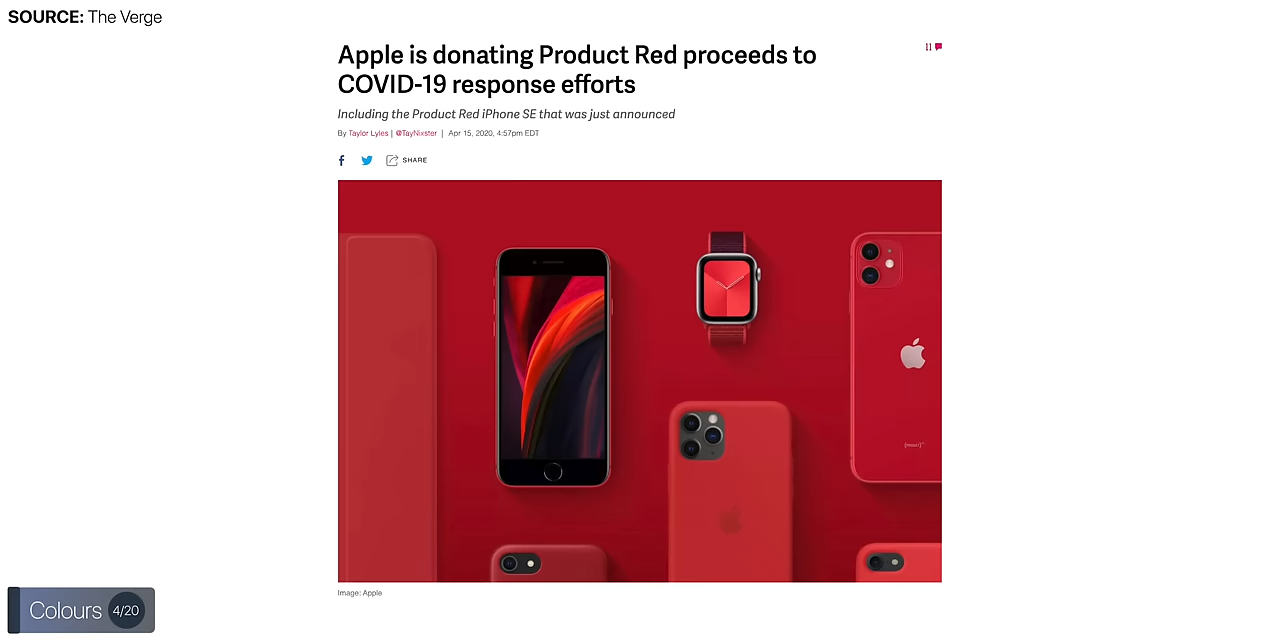 SOURCE: The Verge
Apple is donating Product Red proceeds to
COVID-19 response efforts
11
Including the Product Red iPhone SE that was just announced
By Taylor Lyles | @TayNixster | Apr 15, 2020, 4:57pm EDT
SHARE
Image: Apple
Colours 4/20